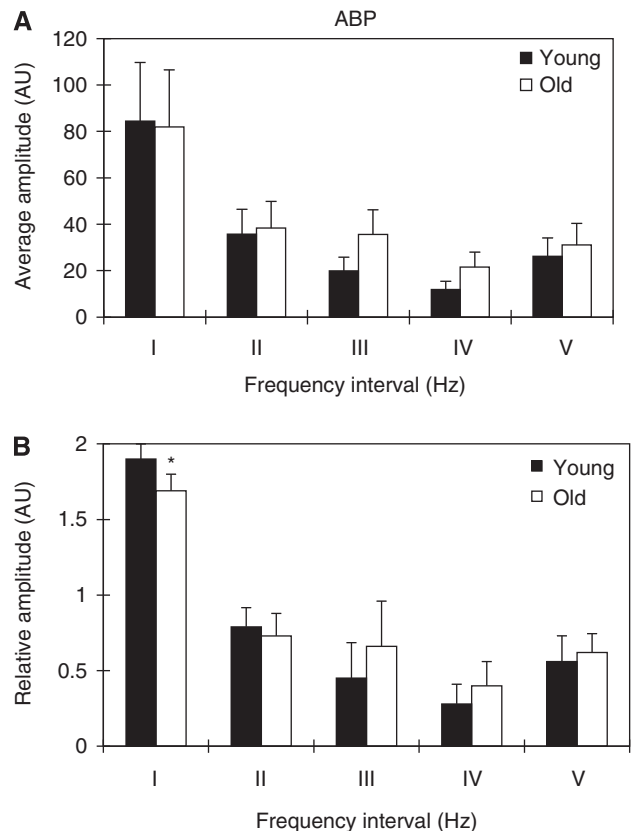 A
ABP
Average amplitude (AU)
120
100
80
60
40
20
0
Young
Old
I II III IV V
Frequency interval (Hz)
B
Relative amplitude (AU)
2
1.5
1
0.5
0
*
Young
Old
I II III IV V
Frequency interval (Hz)